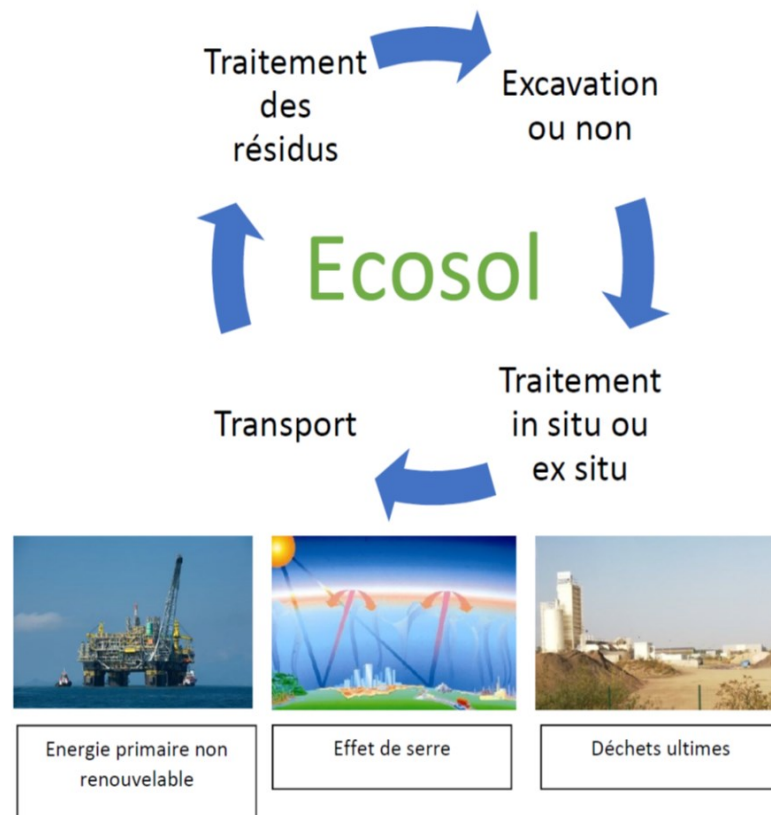 Traitement
des
résidus
Excavation
ou non
Ecosol
Traitement
in situ ou
ex situ
Transport
Energie primaire non
renouvelable
Effet de serre
Déchets ultimes